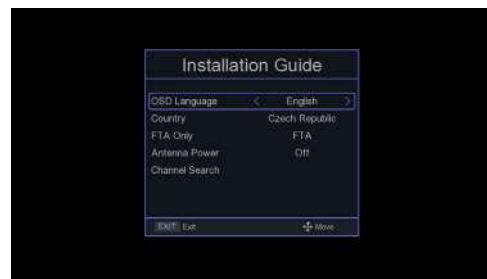 Installation Guide
OSD Language < English >
Country Czech Republic
FTA Only FTA
Antenna Power Off
Channel Search
EXIT Exit Move